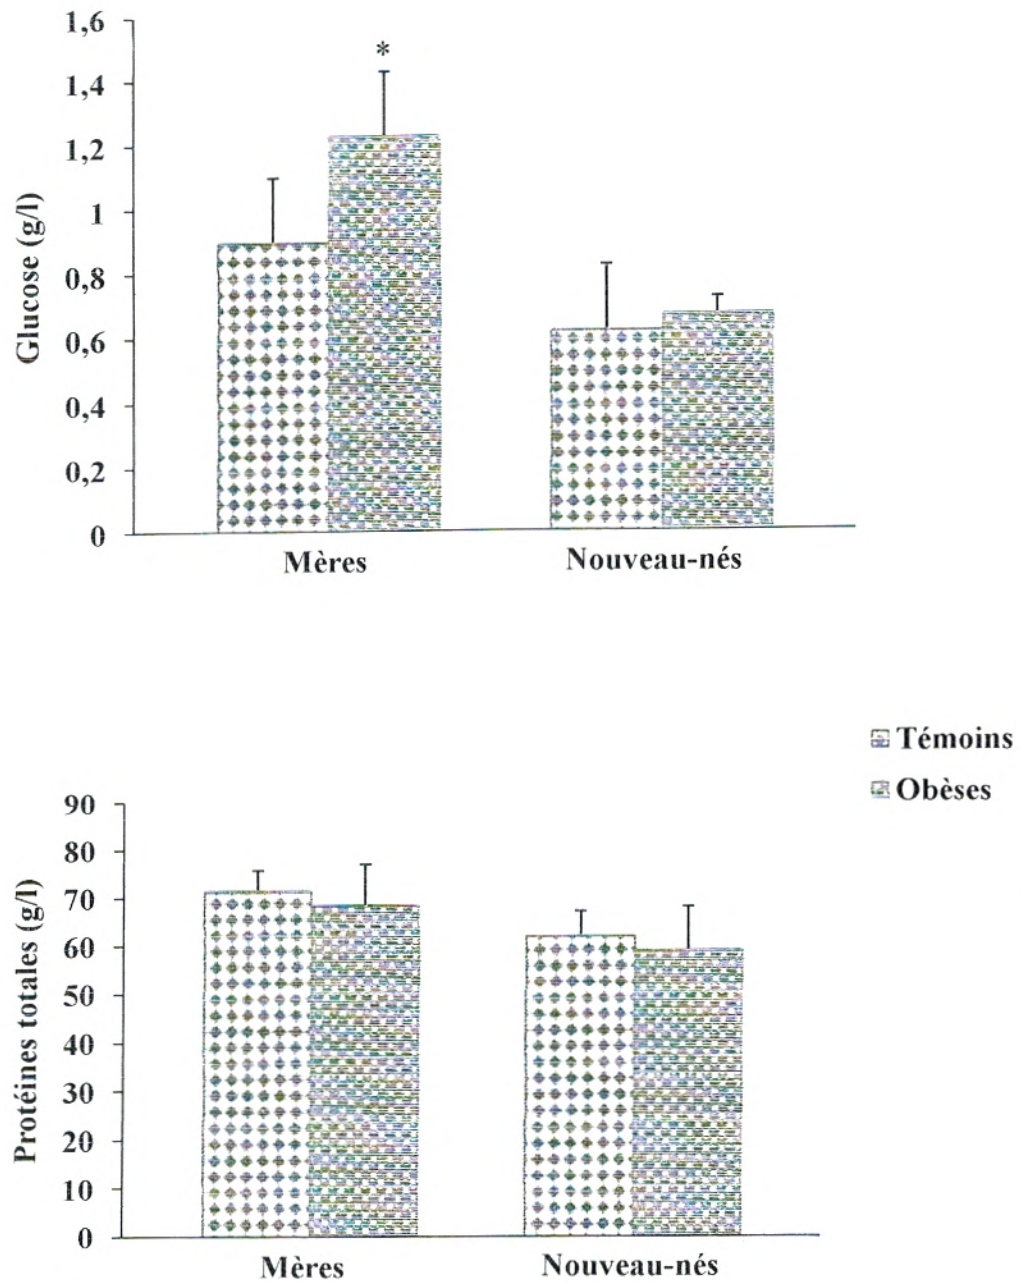 Glucose (g/l)
1,6
*
1,4
1,2
1
0,8
0,6
0,4
0,2
0
Mères
Nouveau-nés
Témoins
Obèses
Protéines totales (g/l)
90
80
70
60
50
40
30
20
10
0
Mères
Nouveau-nés